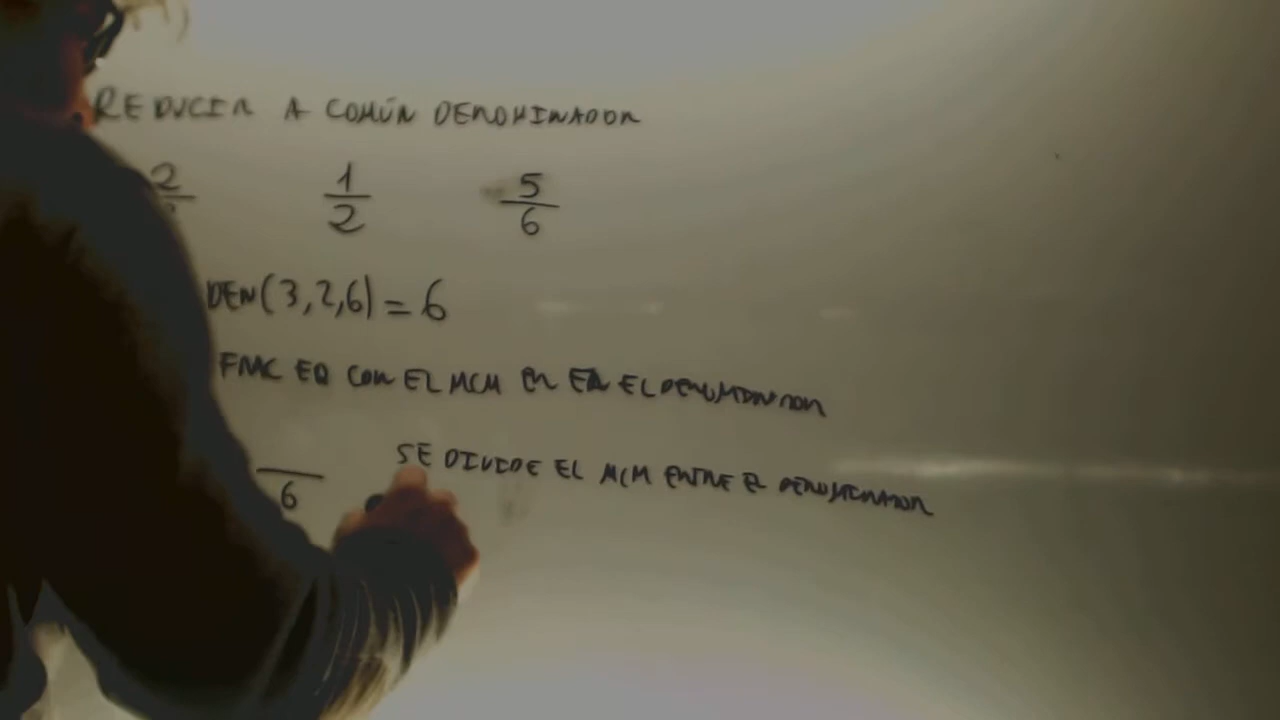 REDUCIR A COMÚN DENOMINADOR
2 1 5
2 6
DEN(3,2,6) = 6
FRAC EQ CON EL MCM EN EL DENOMINADOR
SE DIVIDE EL MCM ENTRE EL DENOMINADOR
6